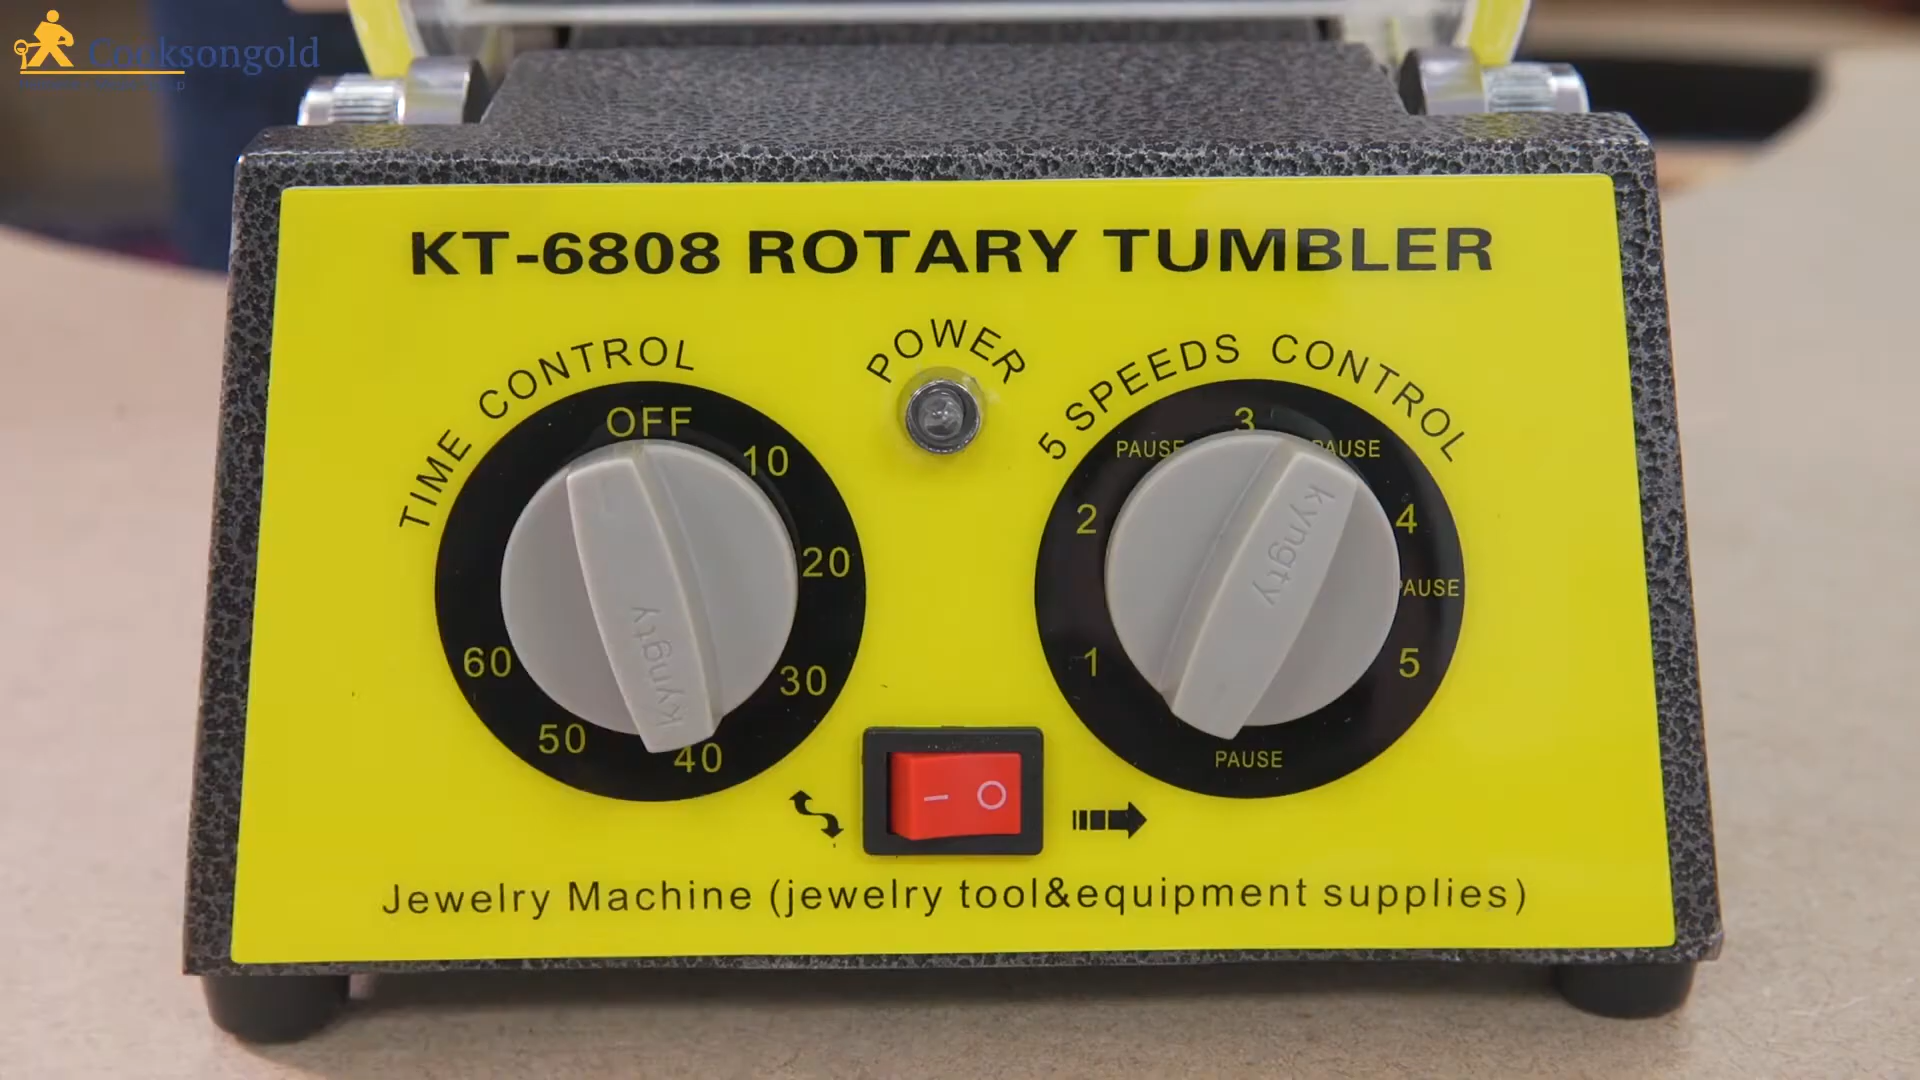 Cooksongold
KT-6808 ROTARY TUMBLER
TIME CONTROL
POWER
5 SPEEDS CONTROL
OFF
10
20
30
40
50
60
kyngty
1
2
PAUSE
3
PAUSE
4
PAUSE
5
PAUSE
kyngty
– O
Jewelry Machine (jewelry tool&equipment supplies)